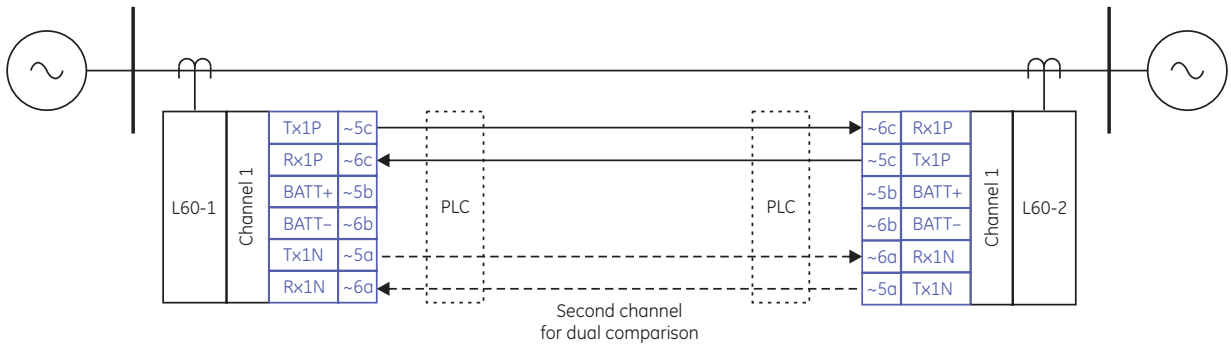 L60-1
Channel 1
Tx1P ~5c
Rx1P ~6c
BATT+ ~5b
BATT– ~6b
Tx1N ~5a
Rx1N ~6a
PLC
PLC
~6c Rx1P
~5c Tx1P
~5b BATT+
~6b BATT–
~6a Rx1N
~5a Tx1N
Channel 1
L60-2
Second channel
for dual comparison